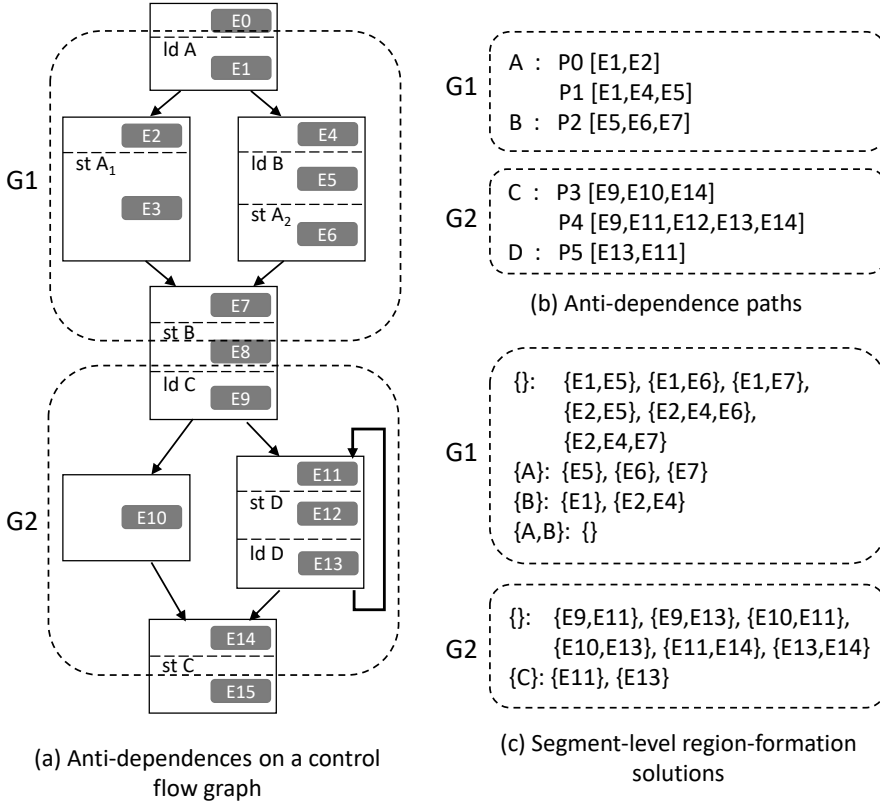 E0
ld A
E1
E2
st A1
E3
E4
ld B
E5
st A2
E6
G1
E7
st B
E8
ld C
E9
E10
E11
st D
E12
ld D
E13
G2
E14
st C
E15
(a) Anti-dependences on a control
flow graph
G1
A : P0 [E1,E2]
P1 [E1,E4,E5]
B : P2 [E5,E6,E7]
G2
C : P3 [E9,E10,E14]
P4 [E9,E11,E12,E13,E14]
D : P5 [E13,E11]
(b) Anti-dependence paths
G1
{}: {E1,E5}, {E1,E6}, {E1,E7},
{E2,E5}, {E2,E4,E6},
{E2,E4,E7}
{A}: {E5}, {E6}, {E7}
{B}: {E1}, {E2,E4}
{A,B}: {}
G2
{}: {E9,E11}, {E9,E13}, {E10,E11},
{E10,E13}, {E11,E14}, {E13,E14}
{C}: {E11}, {E13}
(c) Segment-level region-formation
solutions